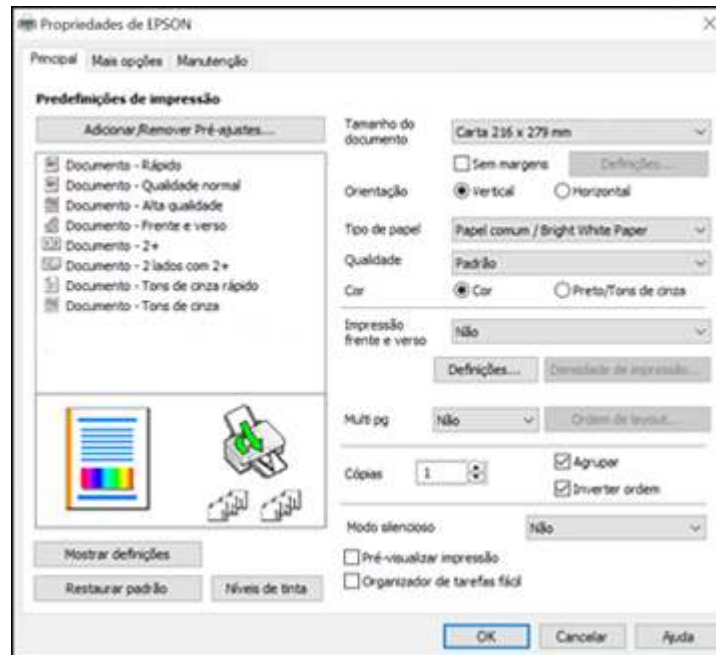 Propriedades de EPSON
Principal
Mais opções
Manutenção
Predefinições de impressão
Adicionar/Remover Pré-ajustes...
Documento - Rápido
Documento - Qualidade normal
Documento - Alta qualidade
Documento - Frente e verso
Documento - 2+
Documento - 2 lados com 2+
Documento - Tons de cinza rápido
Documento - Tons de cinza
Mostrar definições
Restaurar padrão
Níveis de tinta
Tamanho do
documento
Carta 216 x 279 mm
Sem margens
Definições...
Orientação
Vertical
Horizontal
Tipo de papel
Papel comum / Bright White Paper
Qualidade
Padrão
Cor
Cor
Preto/Tons de cinza
Impressão
frente e verso
Não
Definições...
Densidade de impressão...
Multi pg
Não
Ordem de layout...
Cópias
1
Agrupar
Inverter ordem
Modo silencioso
Não
Pré-visualizar impressão
Organizador de tarefas fácil
OK
Cancelar
Ajuda